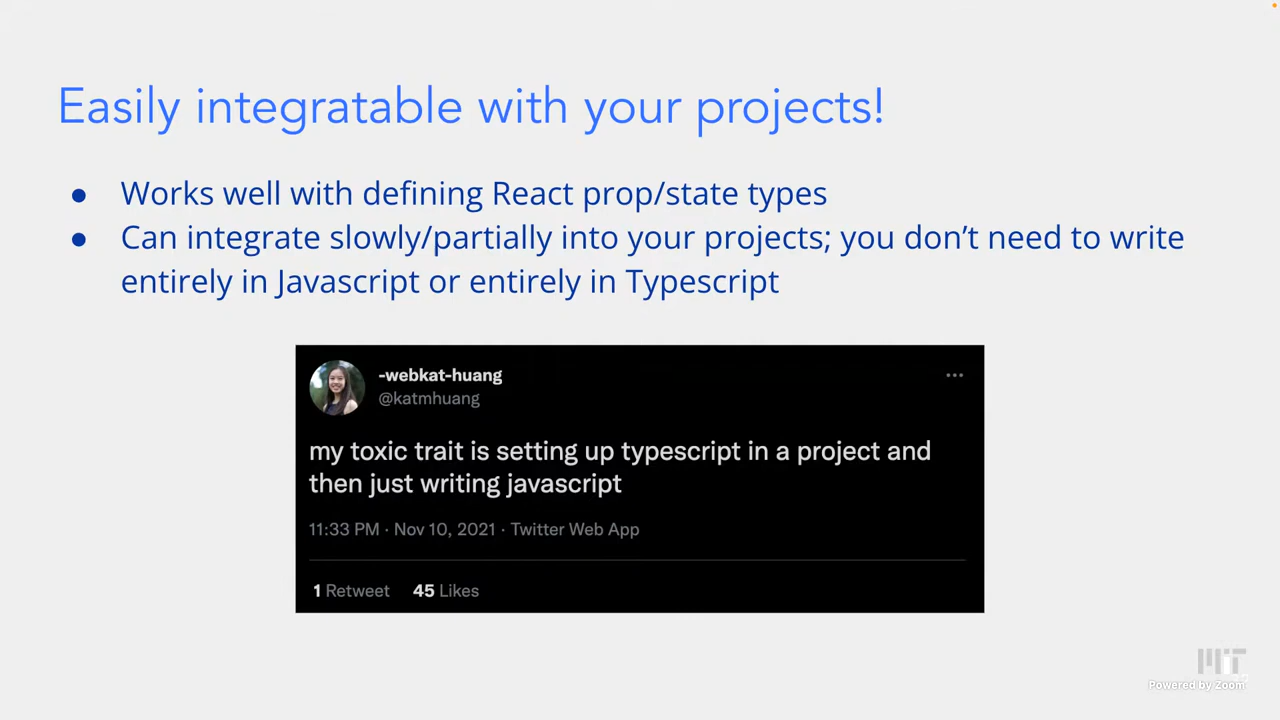 Easily integratable with your projects!
● Works well with defining React prop/state types
● Can integrate slowly/partially into your projects; you don’t need to write
entirely in Javascript or entirely in Typescript
-webkat-huang
@katmhuang
my toxic trait is setting up typescript in a project and
then just writing javascript
11:33 PM · Nov 10, 2021 · Twitter Web App
1 Retweet 45 Likes
MIT
Powered by Zoom